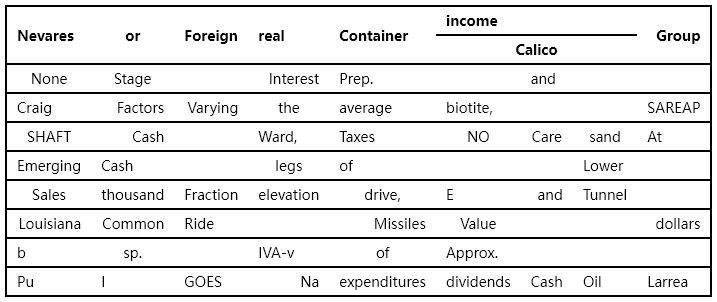 income
Nevares or Foreign real Container Group
Calico
None Stage Interest Prep. and
Craig Factors Varying the average biotite, SAREAP
SHAFT Cash Ward, Taxes NO Care sand At
Emerging Cash legs of Lower
Sales thousand Fraction elevation drive, E and Tunnel
Louisiana Common Ride Missiles Value dollars
b sp. IVA-v of Approx.
Pu I GOES Na expenditures dividends Cash Oil Larrea